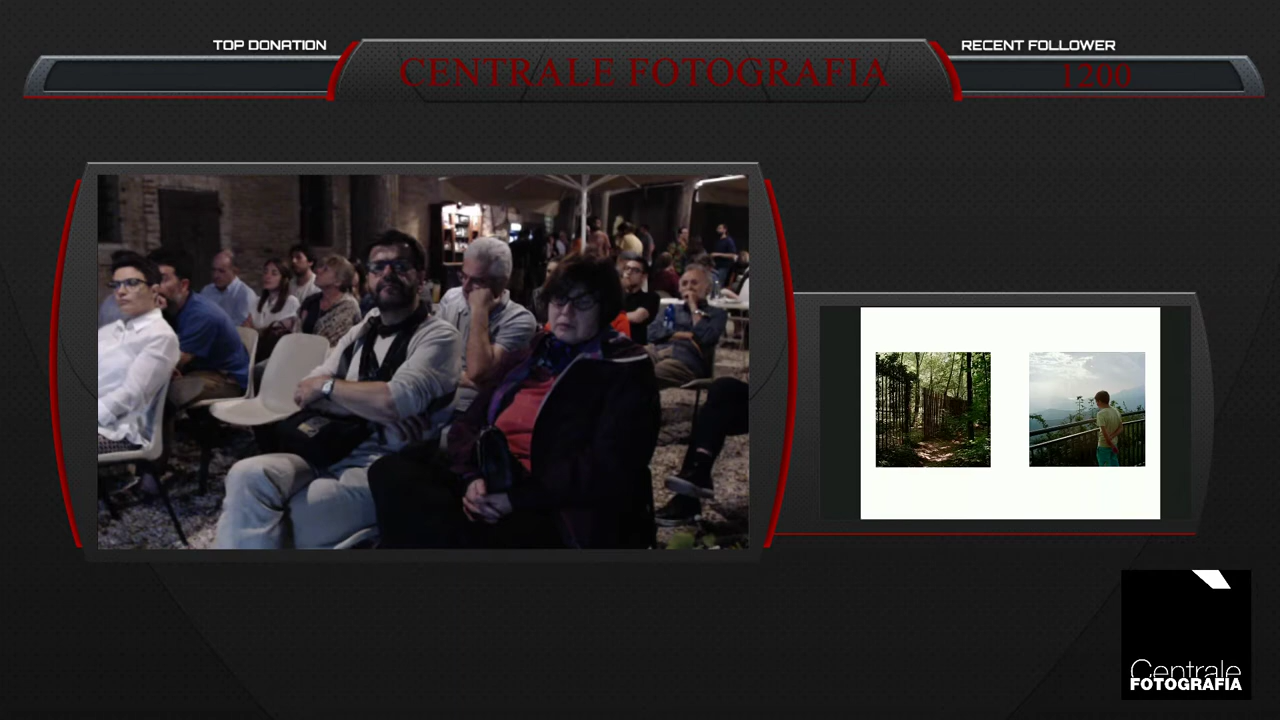 TOP DONATION
CENTRALE FOTOGRAFIA
RECENT FOLLOWER
1200
Centrale
FOTOGRAFIA